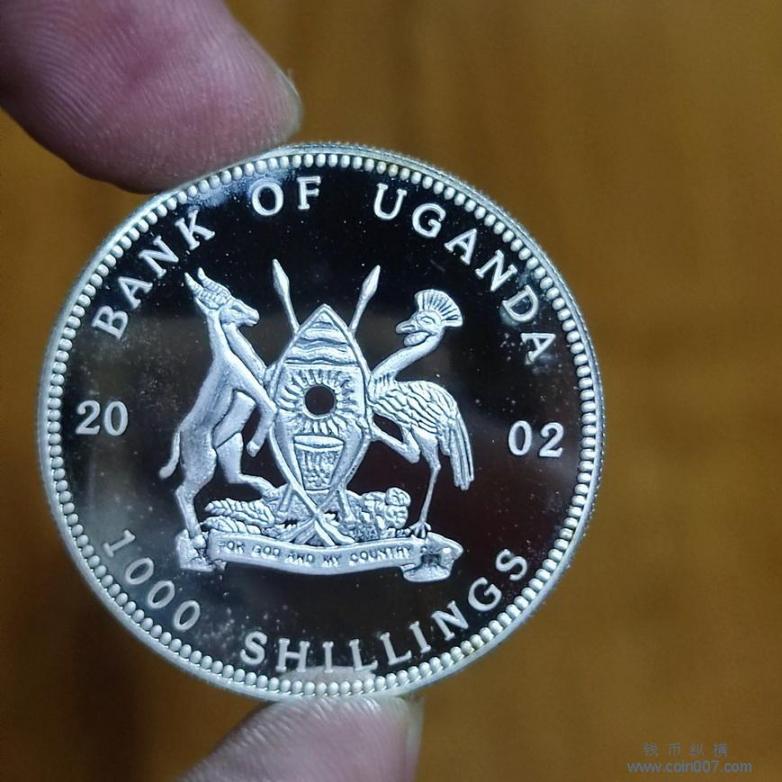 BANK OF UGANDA
20 02
FOR GOD AND MY COUNTRY
1000 SHILLINGS
钱币纵横
www.coin007.com